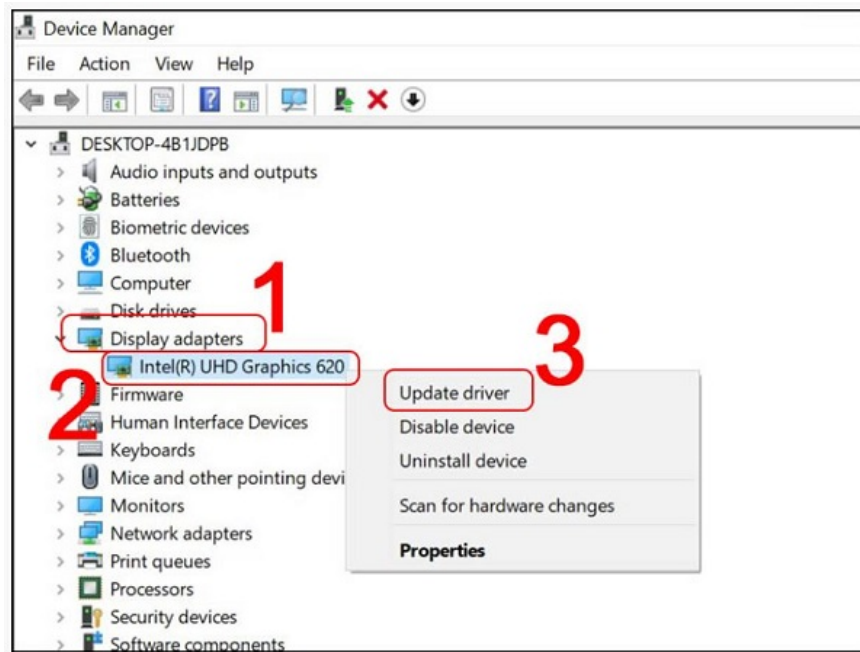 Device Manager
File Action View Help
DESKTOP-4B1JDPB
Audio inputs and outputs
Batteries
Biometric devices
Bluetooth
Computer
1
Disk drives
Display adapters
2
Intel(R) UHD Graphics 620
3
Update driver
Disable device
Uninstall device
Scan for hardware changes
Properties
Firmware
Human Interface Devices
Keyboards
Mice and other pointing devi
Monitors
Network adapters
Print queues
Processors
Security devices
Software components